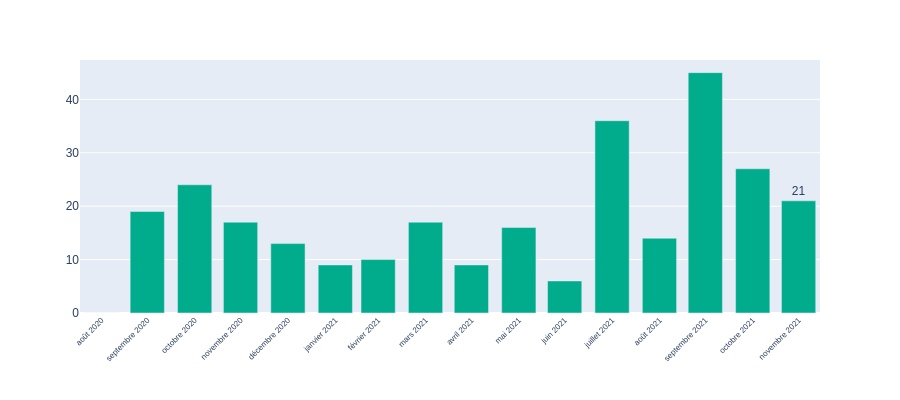 40
30
20
10
0
21
août 2020
septembre 2020
octobre 2020
novembre 2020
décembre 2020
janvier 2021
février 2021
mars 2021
avril 2021
mai 2021
juin 2021
juillet 2021
août 2021
septembre 2021
octobre 2021
novembre 2021